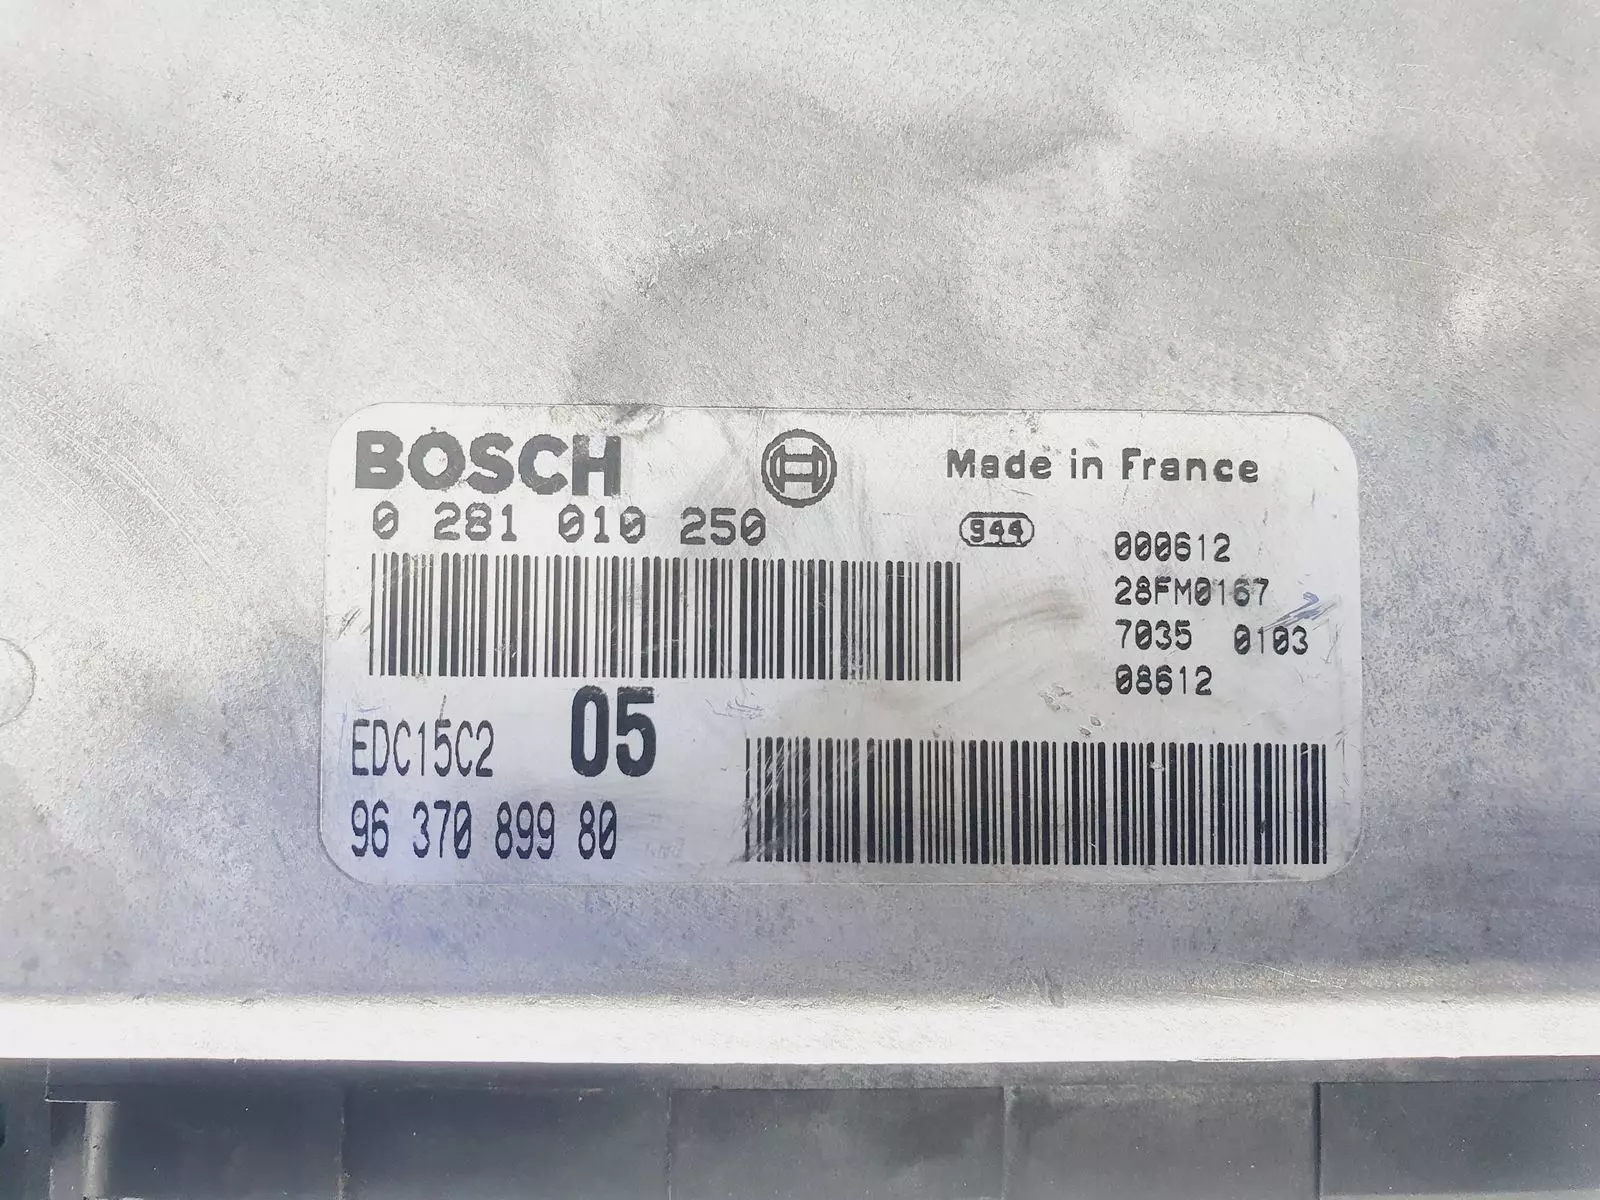 BOSCH
Made in France
0 281 010 250
944
000612
28FM0167
7035 0103
08612
EDC15C2 05
96 370 899 80